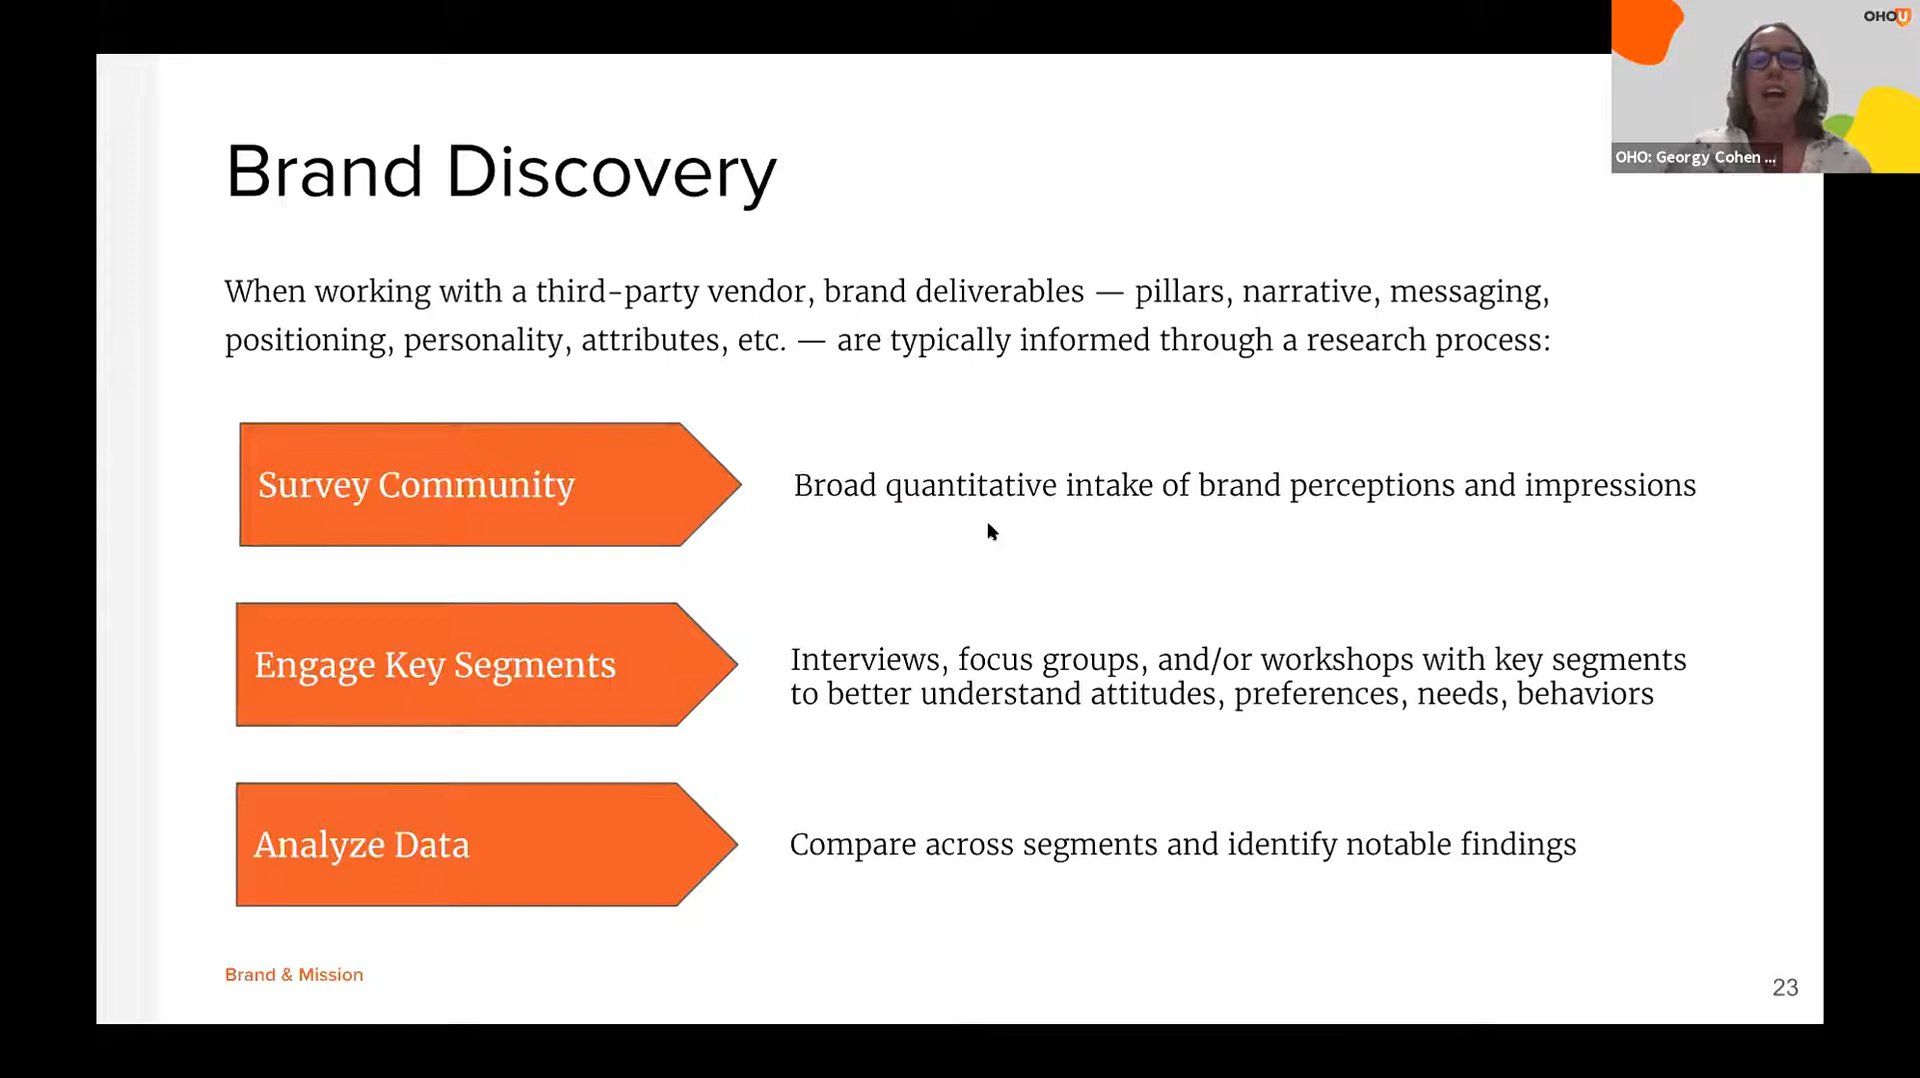 OHO U
OHO: Georgy Cohen ...
Brand Discovery
When working with a third-party vendor, brand deliverables — pillars, narrative, messaging,
positioning, personality, attributes, etc. — are typically informed through a research process:
Survey Community
Broad quantitative intake of brand perceptions and impressions
Engage Key Segments
Interviews, focus groups, and/or workshops with key segments
to better understand attitudes, preferences, needs, behaviors
Analyze Data
Compare across segments and identify notable findings
Brand & Mission
23